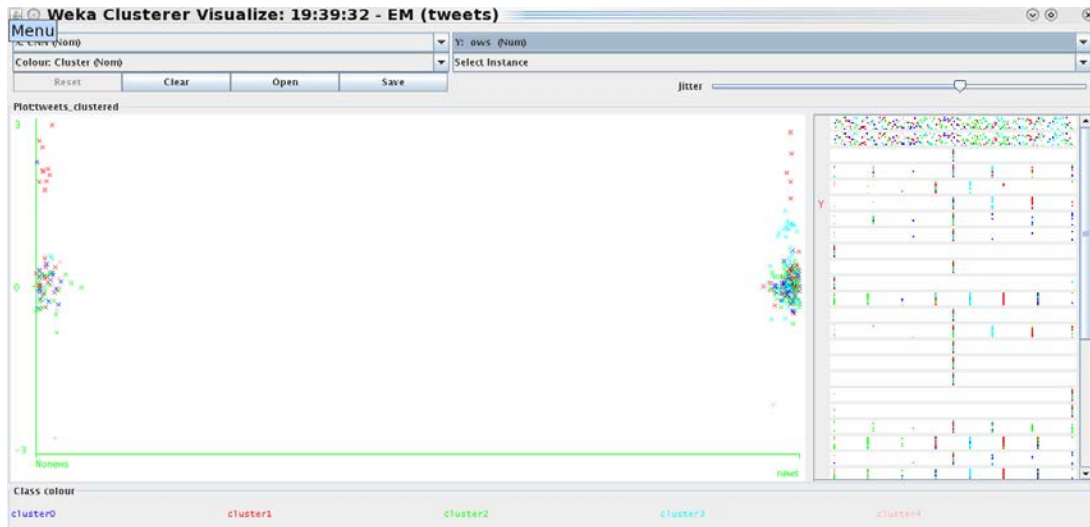 Weka Clusterer Visualize: 19:39:32 - EM (tweets)
Menu
(Nom)
Y: ows (Num)
Colour: Cluster (Nom)
Select Instance
Reset
Clear
Open
Save
Jitter
Plot:tweets_clustered
3
0
-3
Nonews
news
Y
Class colour
cluster0
cluster1
cluster2
cluster3
cluster4